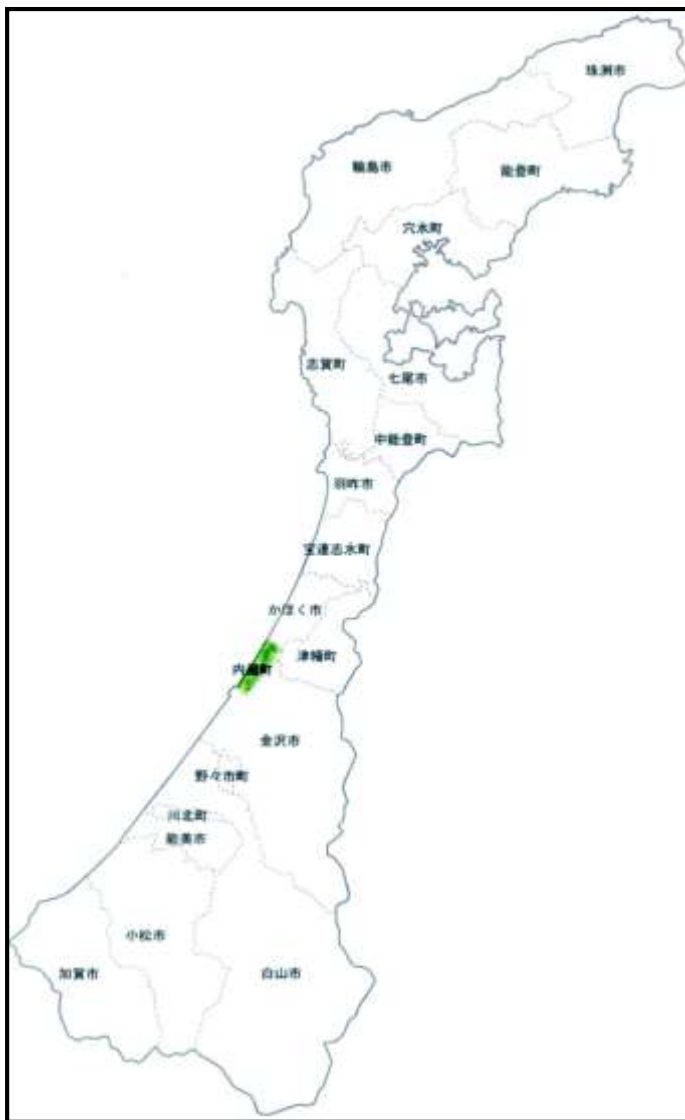 珠洲市
輪島市
能登町
穴水町
志賀町
七尾市
中能登町
羽咋市
宝達志水町
かほく市
内灘町
津幡町
金沢市
野々市町
川北町
能美市
小松市
加賀市
白山市